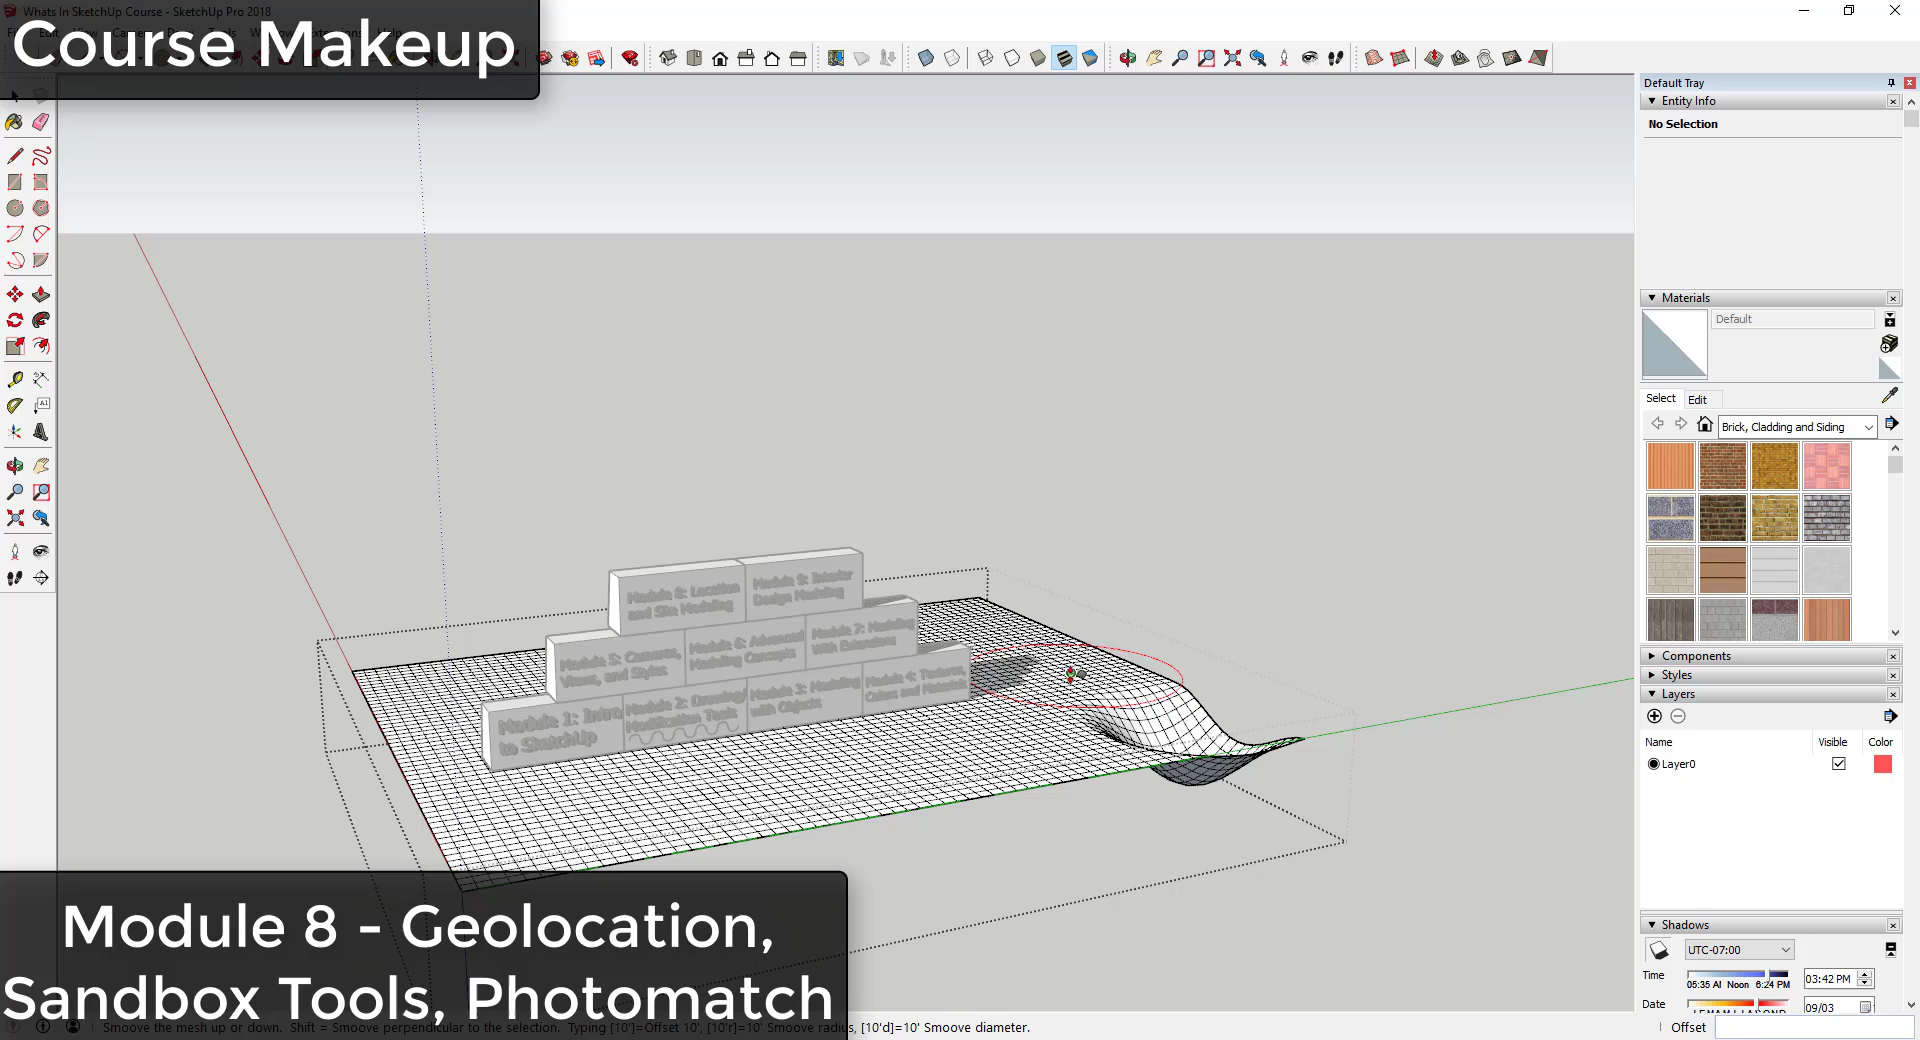 Whats In SketchUp Course - SketchUp Pro 2018
Course Makeup
Default Tray
Entity Info
No Selection
Materials
Default
Select
Edit
Brick, Cladding and Siding
Components
Styles
Layers
Name
Visible
Color
Layer0
Shadows
UTC-07:00
Time
05:35 AM
Noon
6:24 PM
03:42 PM
Date
09/03
Module 8: Location
and Site Modeling
Module 9: Interior
Design Modeling
Module 5: Cameras,
Views, and Styles
Module 6: Advanced
Modeling Concepts
Module 7: Modeling
With Extensions
Module 1: Intro
to SketchUp
Module 2: Drawing/
Modification Tools
Module 3: Modeling
with Objects
Module 4: Textures,
Colors and Materials
Module 8 - Geolocation,
Sandbox Tools, Photomatch
Smoove the mesh up or down. Shift = Smoove perpendicular to the selection. Typing [10']=Offset 10', [10'r]=10' Smoove radius, [10'd]=10' Smoove diameter.
Offset